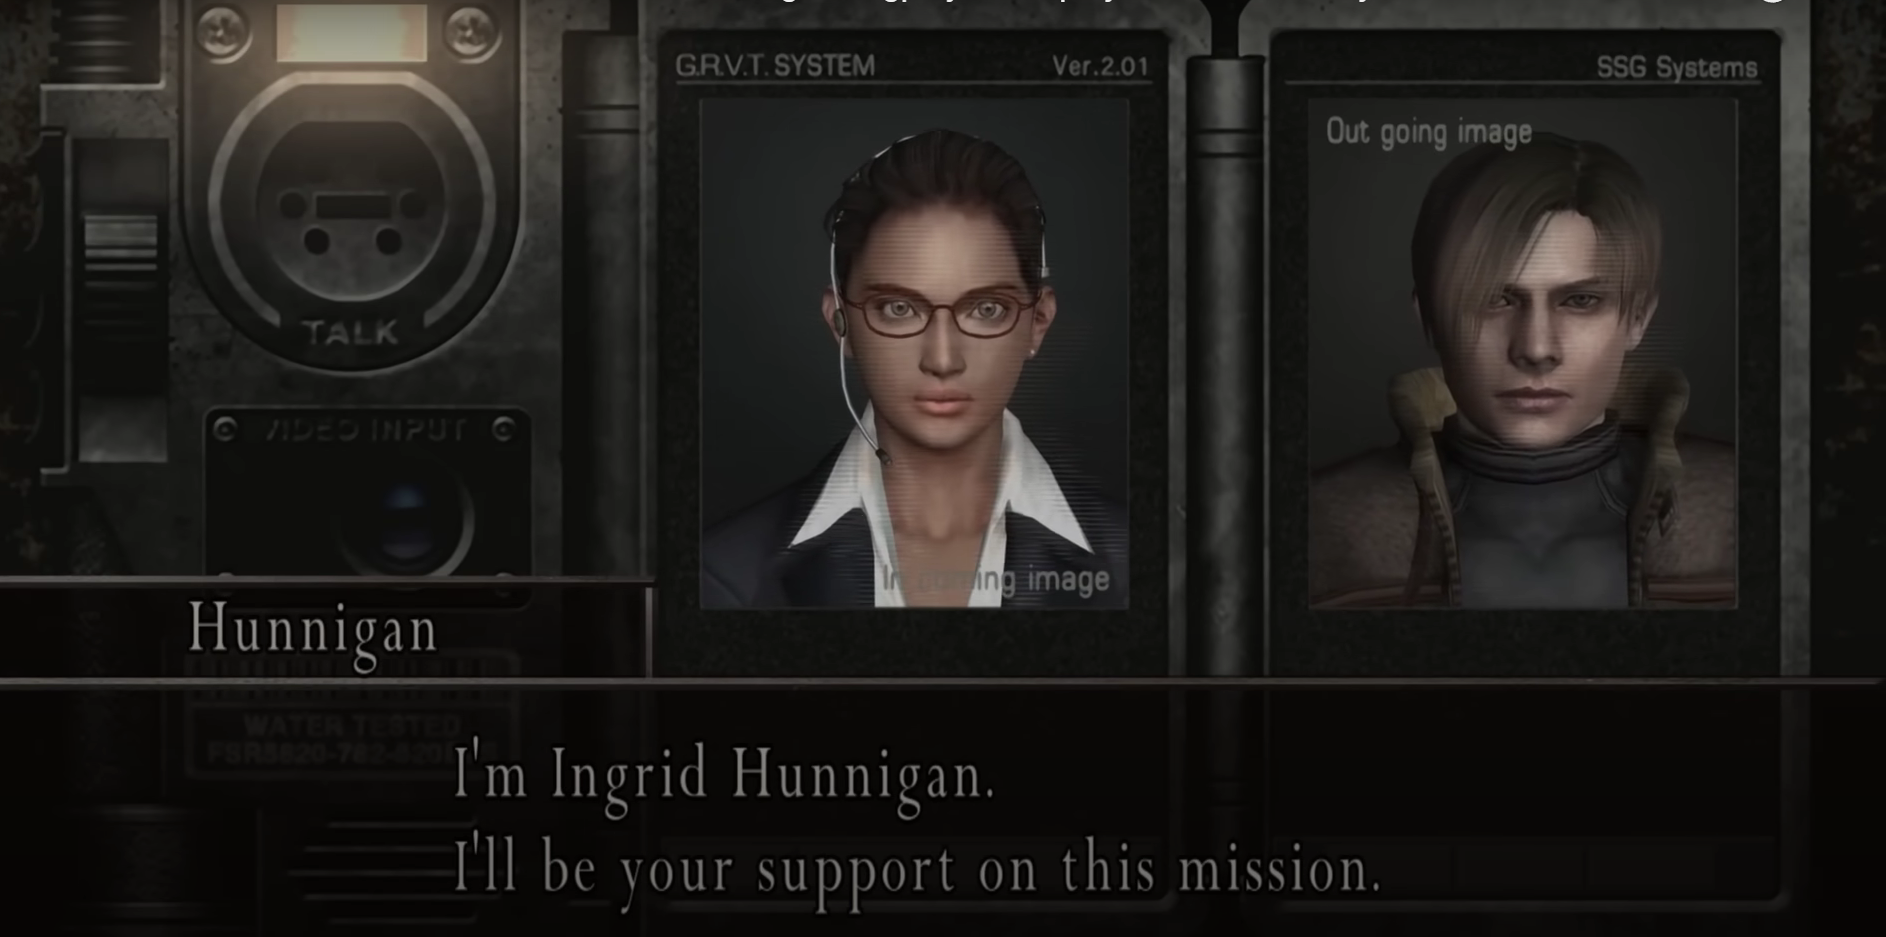 G.R.V.T. SYSTEM Ver.2.01
SSG Systems
Out going image
TALK
VIDEO INPUT
Incoming image
Hunnigan
WATER TESTED
I'm Ingrid Hunnigan.
I'll be your support on this mission.